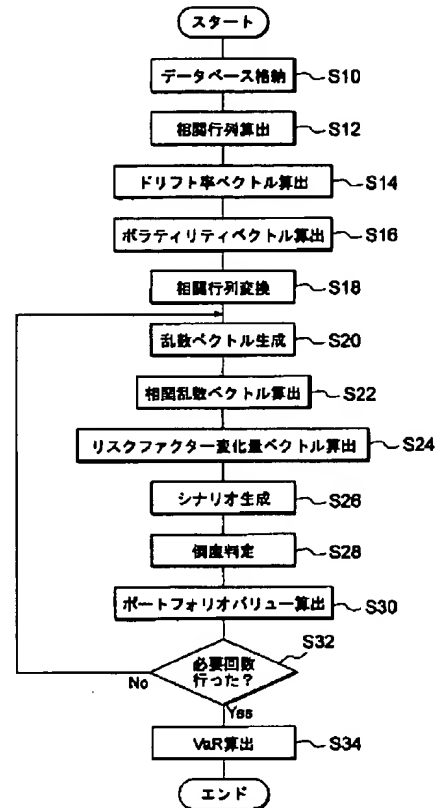 スタート
データベース格納 S10
相関行列算出 S12
ドリフト率ベクトル算出 S14
ボラティリティベクトル算出 S16
相関行列変換 S18
乱数ベクトル生成 S20
相関乱数ベクトル算出 S22
リスクファクター変化量ベクトル算出 S24
シナリオ生成 S26
倒産判定 S28
ポートフォリオバリュー算出 S30
S32
必要回数
行った?
No
Yes
VaR算出 S34
エンド